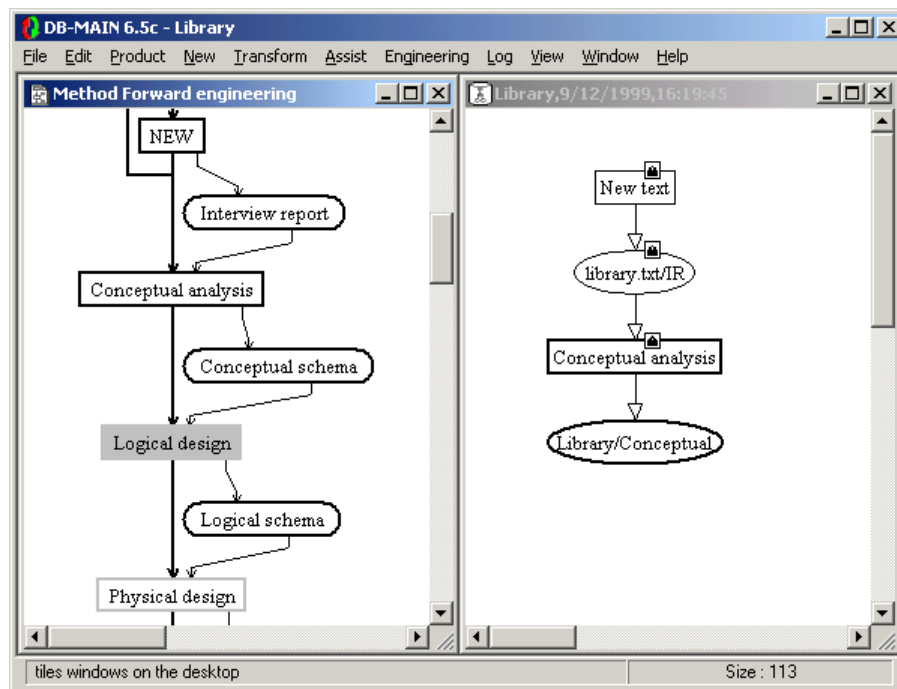 DB-MAIN 6.5c - Library
File Edit Product New Transform Assist Engineering Log View Window Help
Method Forward engineering
NEW
Interview report
Conceptual analysis
Conceptual schema
Logical design
Logical schema
Physical design
Library,9/12/1999,16:19:45
New text
library.txt/IR
Conceptual analysis
Library/Conceptual
tiles windows on the desktop
Size : 113